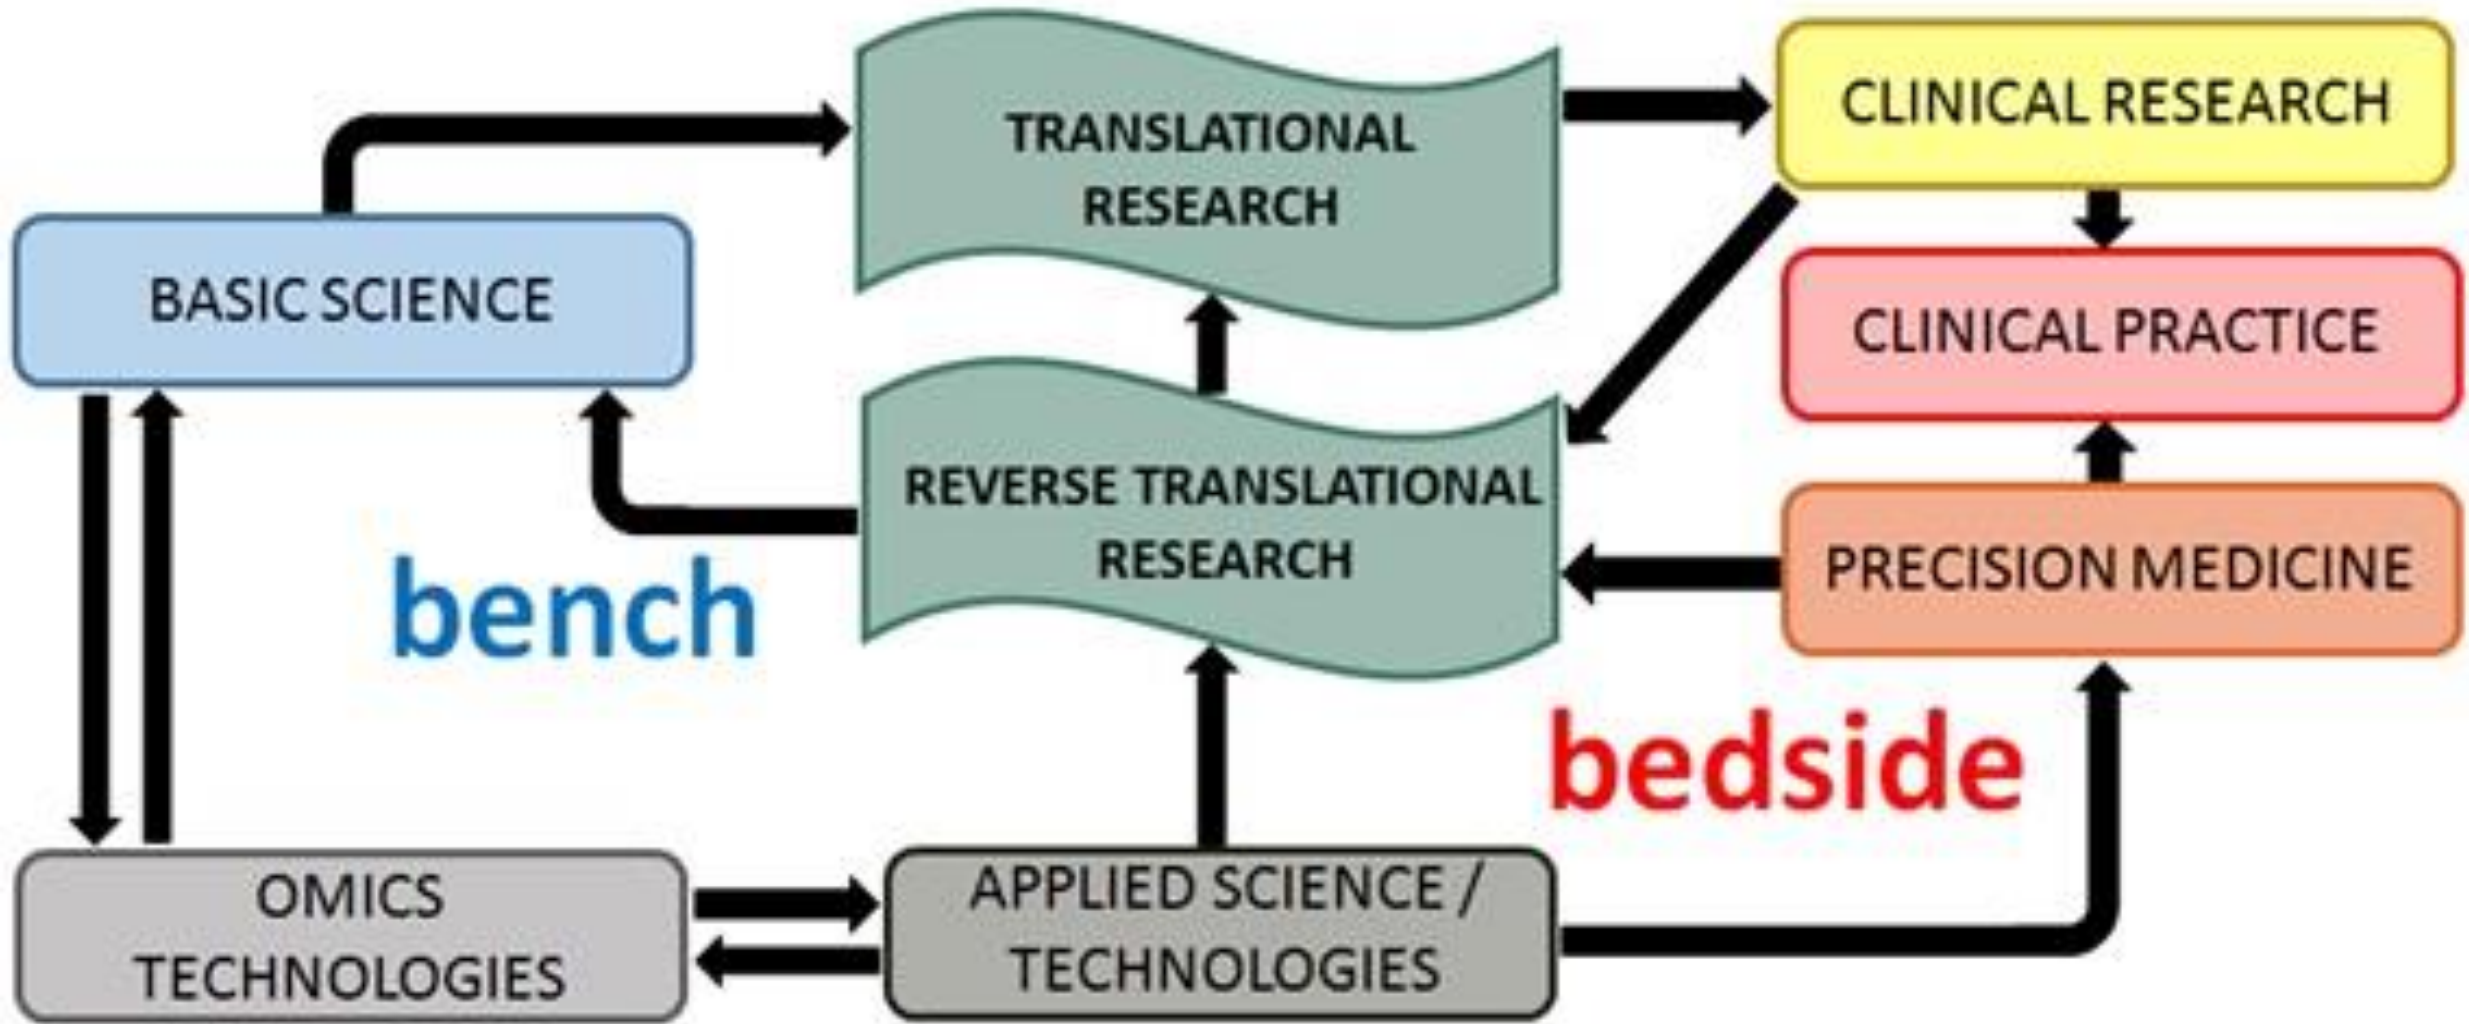 TRANSLATIONAL
RESEARCH
CLINICAL RESEARCH
BASIC SCIENCE
CLINICAL PRACTICE
REVERSE TRANSLATIONAL
RESEARCH
PRECISION MEDICINE
bench
bedside
OMICS
TECHNOLOGIES
APPLIED SCIENCE /
TECHNOLOGIES